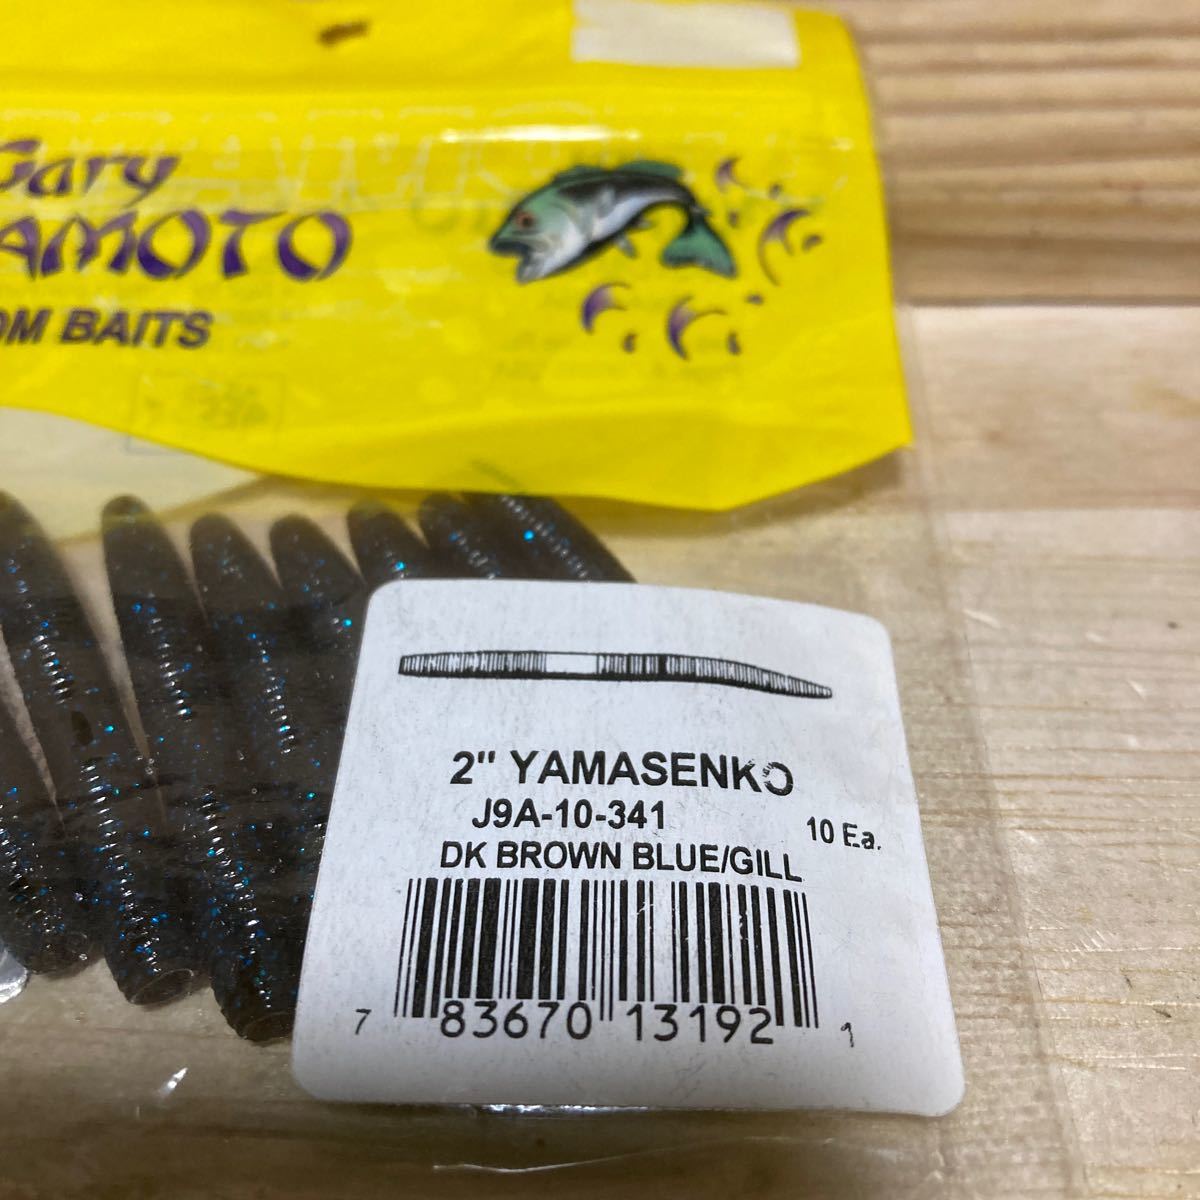 Gary
AMOTO
OM BAITS
2" YAMASENKO
J9A-10-341
10 Ea.
DK BROWN BLUE/GILL
7 83670 13192 1